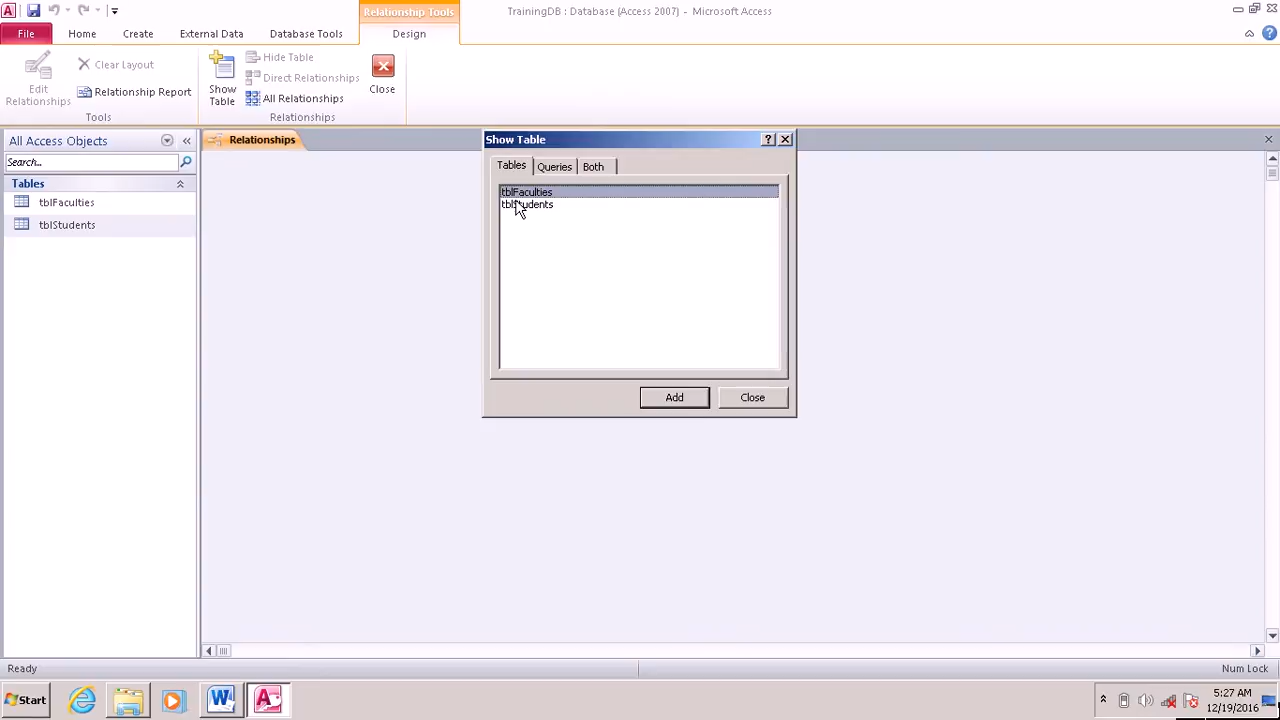 Relationship Tools
TrainingDB : Database (Access 2007) - Microsoft Access
File Home Create External Data Database Tools Design
Edit Relationships
Clear Layout
Relationship Report
Tools
Show Table
Hide Table
Direct Relationships
All Relationships
Relationships
Close
All Access Objects
Search...
Tables
tblFaculties
tblStudents
Relationships
Show Table
Tables Queries Both
tblFaculties
tblStudents
Add Close
Ready
Num Lock
Start
5:27 AM
12/19/2016